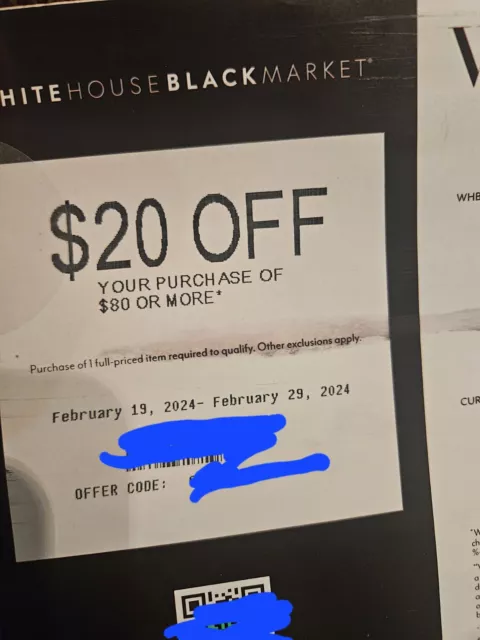 HITEHOUSEBLACKMARKET
$20 OFF
YOUR PURCHASE OF
$80 OR MORE*
* Purchase of 1 full-priced item required to qualify. Other exclusions apply.
February 19, 2024- February 29, 2024
OFFER CODE:
WHB
CUR